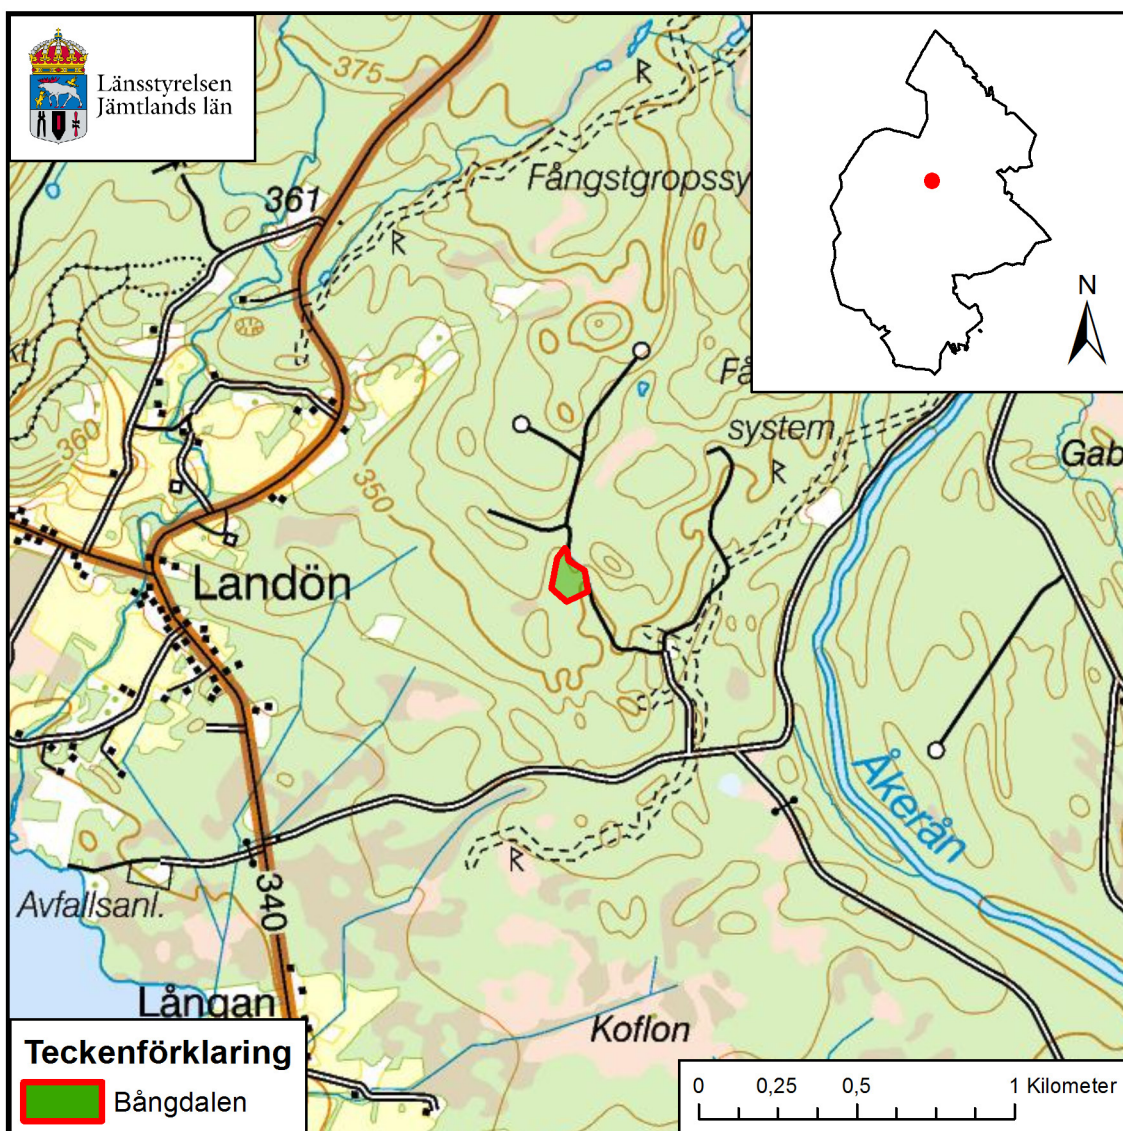 Länsstyrelsen
Jämtlands län
375
Fångstgropssy
361
N
kt
Få
360
350
system
Gab
Landön
Åkerån
Avfallsanl.
340
Långan
Koflon
Teckenförklaring
Bångdalen
0 0,25 0,5 1 Kilometer
R
R
R
R